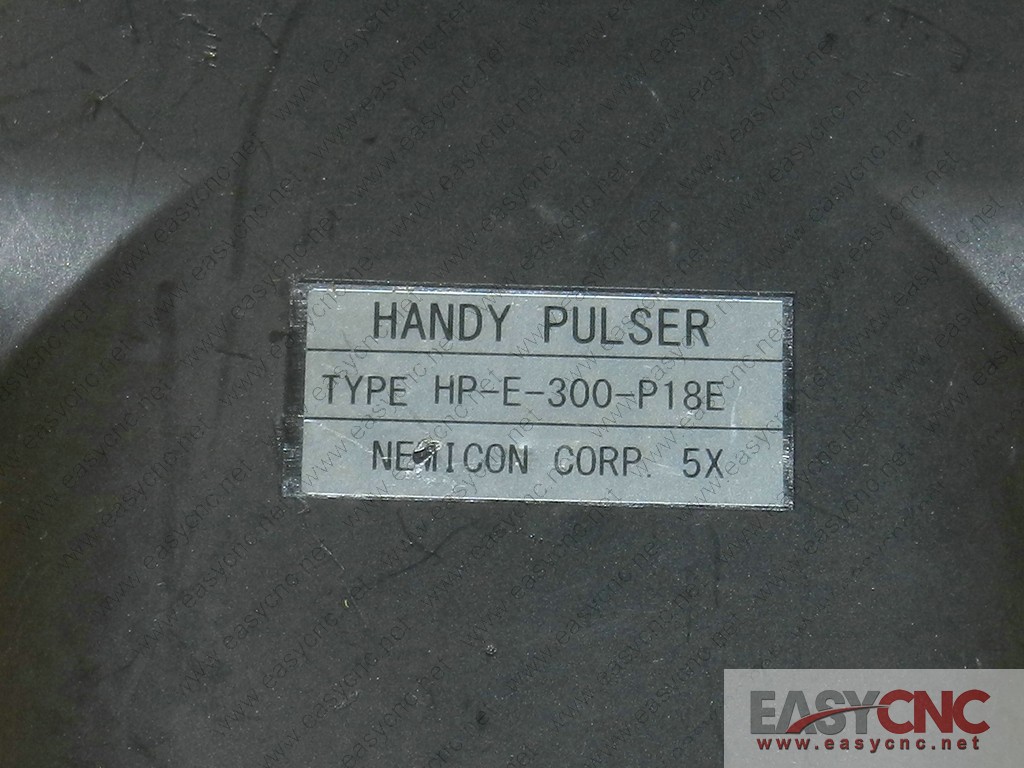 HANDY PULSER
TYPE HP-E-300-P18E
NEMICON CORP. 5X
EASYCNC
www.easycnc.net